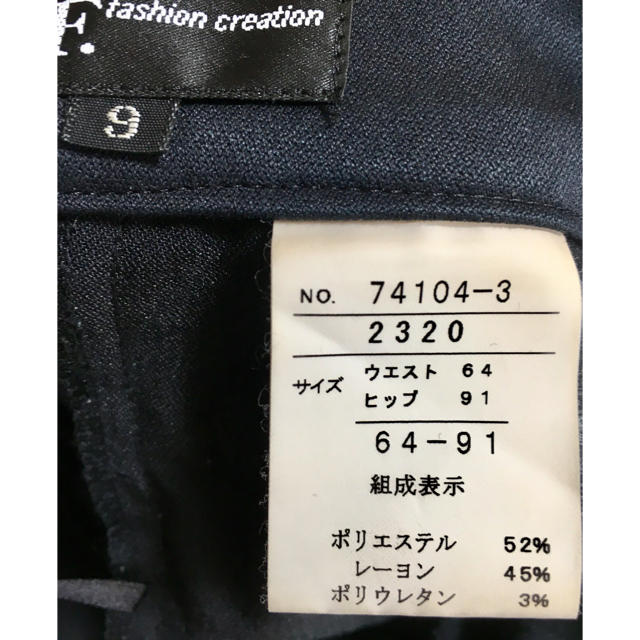 F. fashion creation
9
NO. 74104-3
2320
サイズ ウエスト 64
ヒップ 91
64-91
組成表示
ポリエステル 52%
レーヨン 45%
ポリウレタン 3%